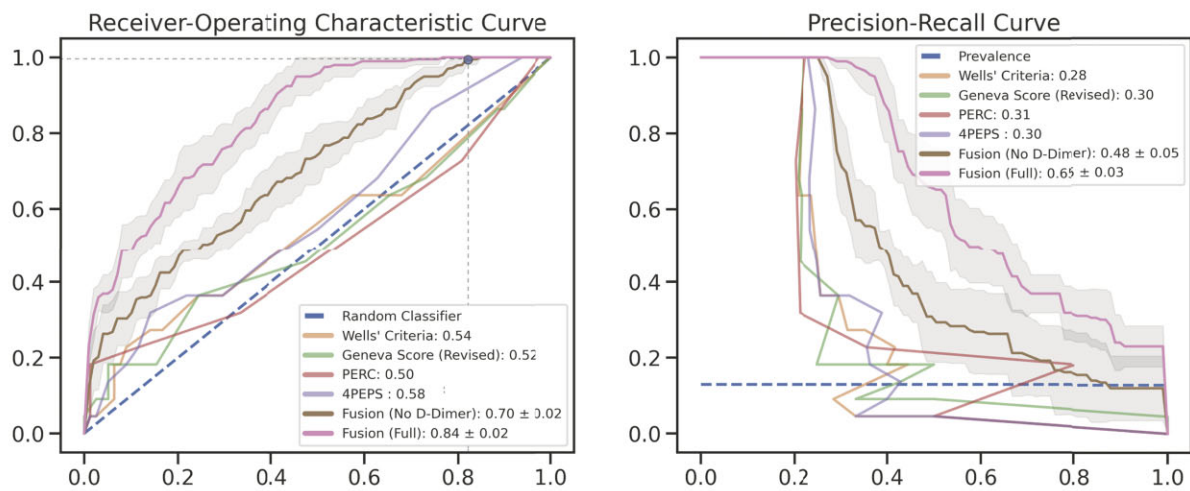 Receiver-Operating Characteristic Curve
1.0
0.8
0.6
0.4
0.2
0.0
0.0 0.2 0.4 0.6 0.8 1.0
Random Classifier
Wells' Criteria: 0.54
Geneva Score (Revised): 0.52
PERC: 0.50
4PEPS : 0.58
Fusion (No D-Dimer): 0.70 ± 0.02
Fusion (Full): 0.84 ± 0.02
Precision-Recall Curve
1.0
0.8
0.6
0.4
0.2
0.0
0.0 0.2 0.4 0.6 0.8 1.0
Prevalence
Wells' Criteria: 0.28
Geneva Score (Revised): 0.30
PERC: 0.31
4PEPS : 0.30
Fusion (No D-Dimer): 0.48 ± 0.05
Fusion (Full): 0.65 ± 0.03